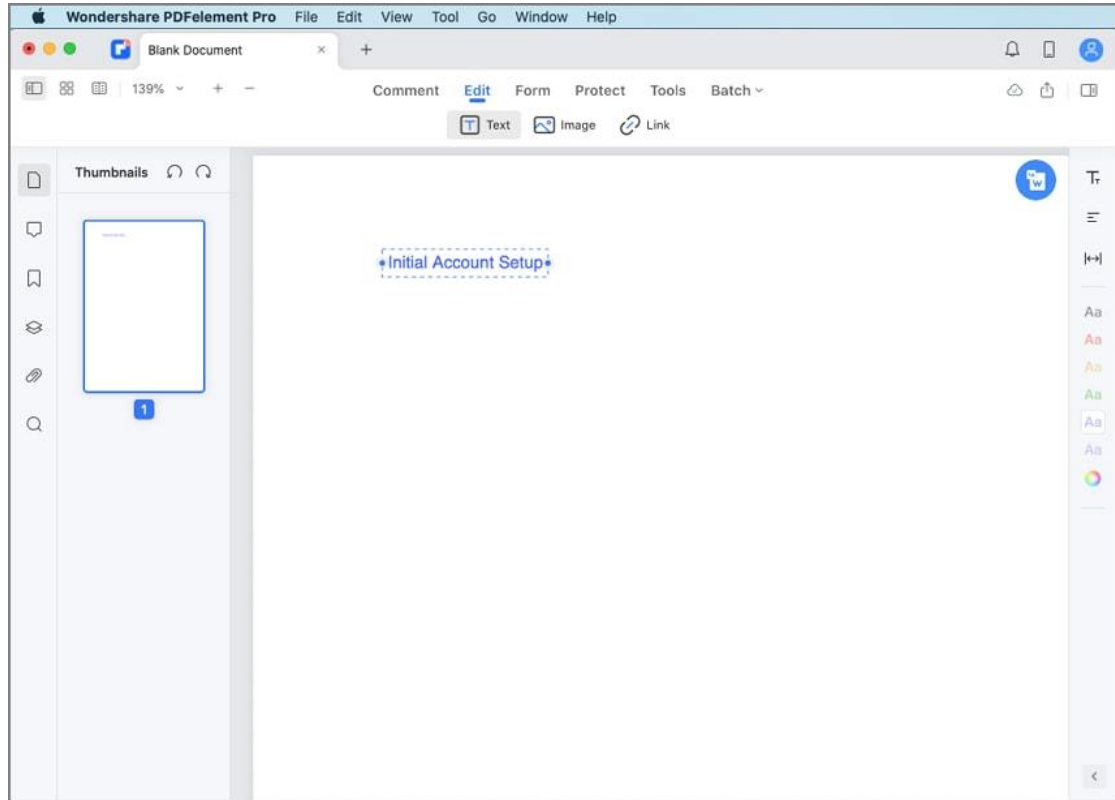 Wondershare PDFelement Pro File Edit View Tool Go Window Help
Blank Document
139% Comment Edit Form Protect Tools Batch
Text Image Link
Thumbnails
Initial Account Setup
1
Aa
Aa
Aa
Aa
Aa
Aa